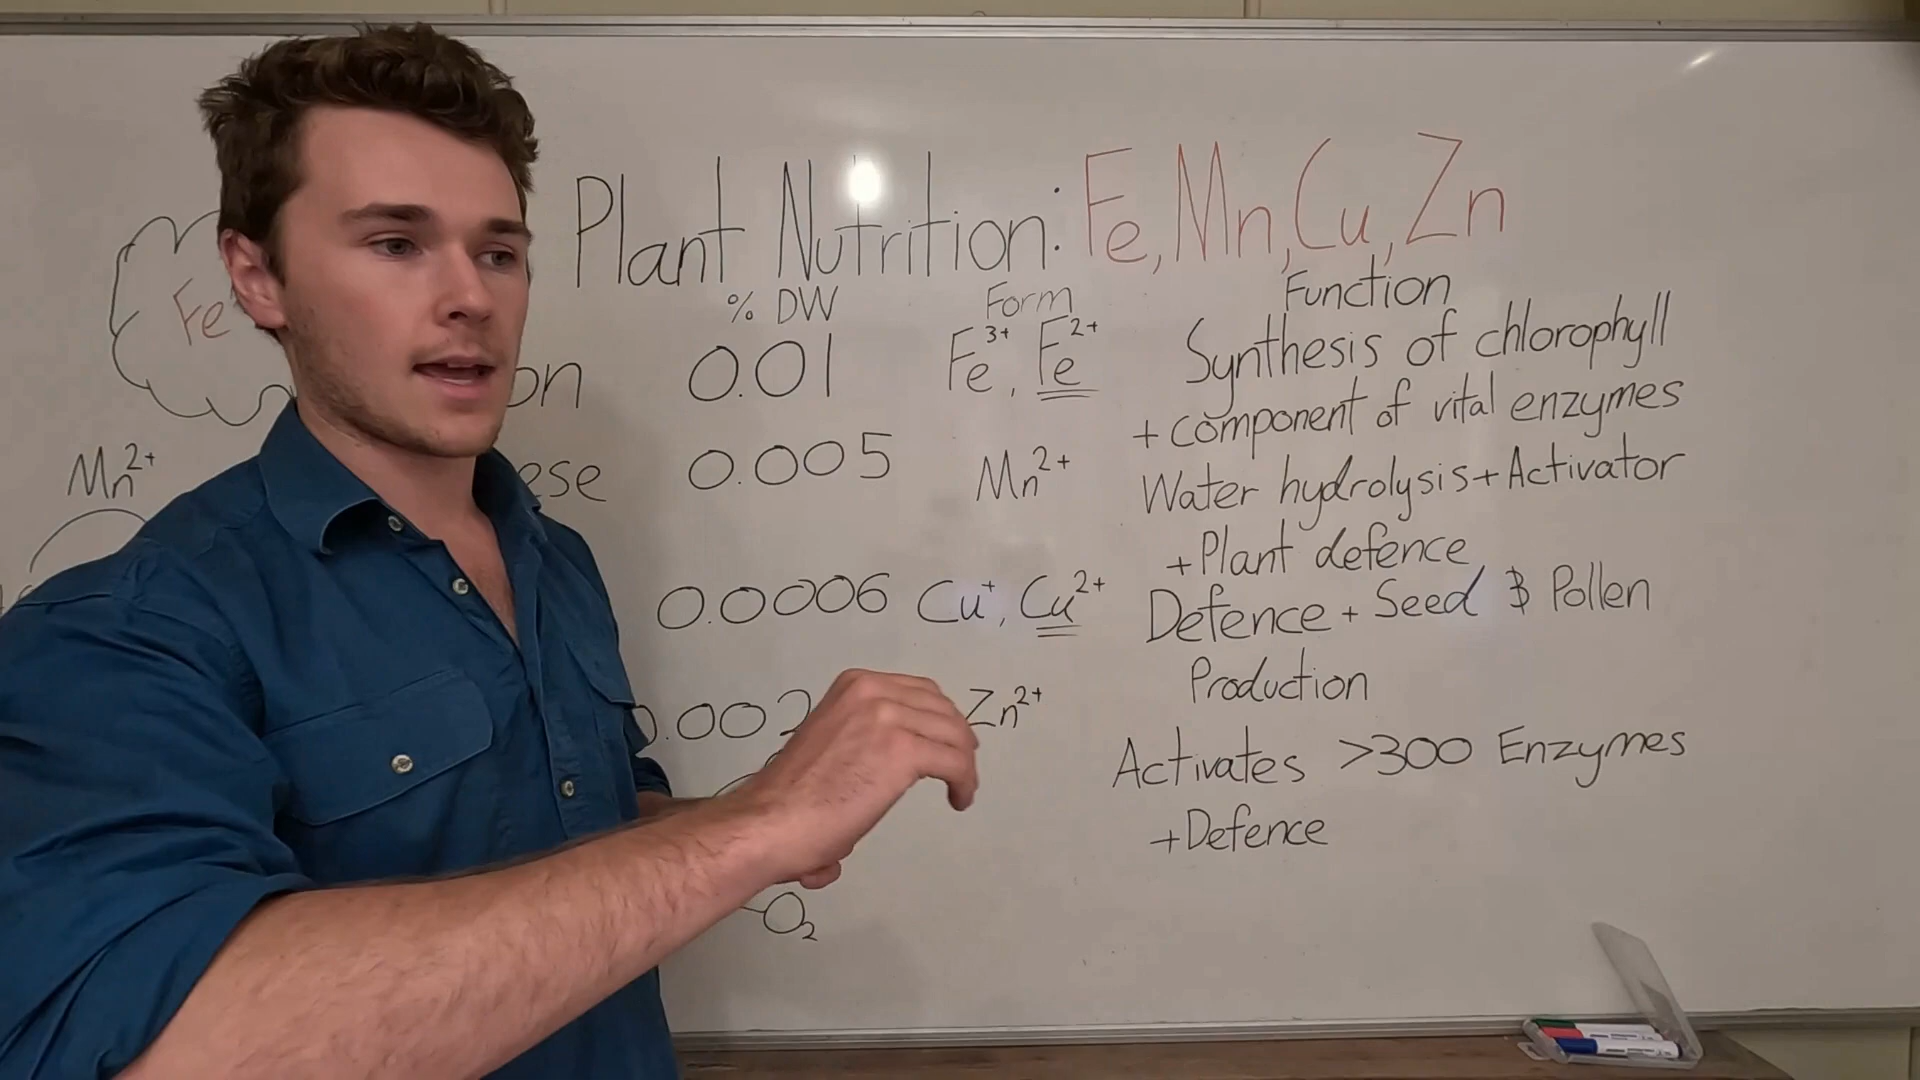 Plant Nutrition: Fe, Mn, Cu, Zn
% DW Form Function
Fe
on 0.01 Fe³⁺, Fe²⁺ Synthesis of chlorophyll
+ component of vital enzymes
Mn²⁺
ese 0.005 Mn²⁺ Water hydrolysis + Activator
+ Plant defence
0.0006 Cu⁺, Cu²⁺ Defence + Seed & Pollen
Production
0.002 Zn²⁺ Activates >300 Enzymes
+ Defence
O₂